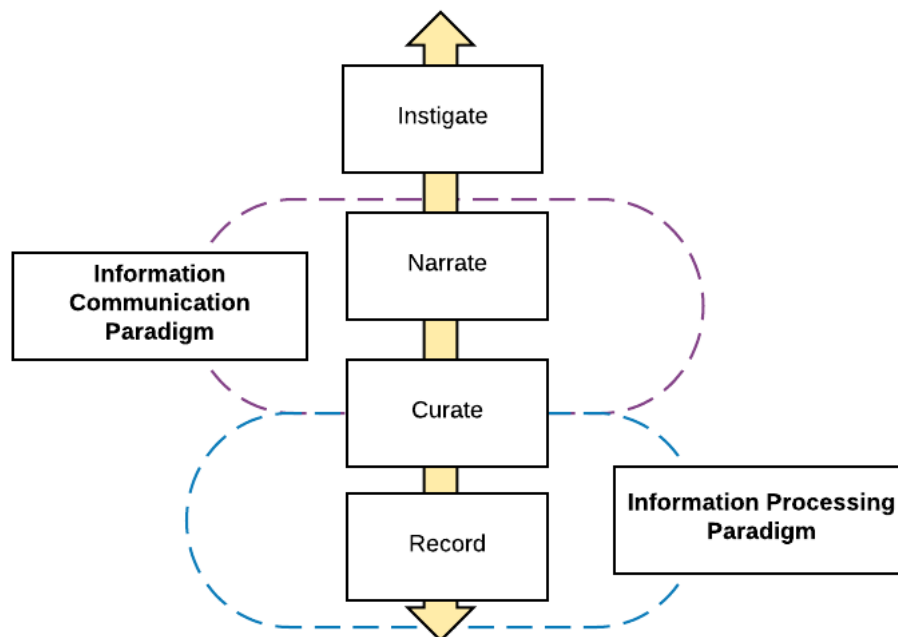 Instigate
Narrate
Information
Communication
Paradigm
Curate
Information Processing
Paradigm
Record